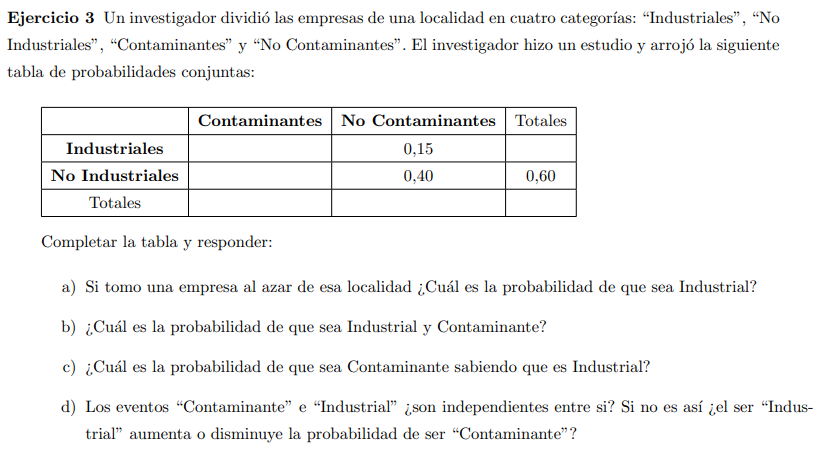 Ejercicio 3 Un investigador dividió las empresas de una localidad en cuatro categorías: “Industriales”, “No
Industriales”, “Contaminantes” y “No Contaminantes”. El investigador hizo un estudio y arrojó la siguiente
tabla de probabilidades conjuntas:
Contaminantes No Contaminantes Totales
Industriales 0,15
No Industriales 0,40 0,60
Totales
Completar la tabla y responder:
a) Si tomo una empresa al azar de esa localidad ¿Cuál es la probabilidad de que sea Industrial?
b) ¿Cuál es la probabilidad de que sea Industrial y Contaminante?
c) ¿Cuál es la probabilidad de que sea Contaminante sabiendo que es Industrial?
d) Los eventos “Contaminante” e “Industrial” ¿son independientes entre si? Si no es así ¿el ser “Indus-
trial” aumenta o disminuye la probabilidad de ser “Contaminante”?